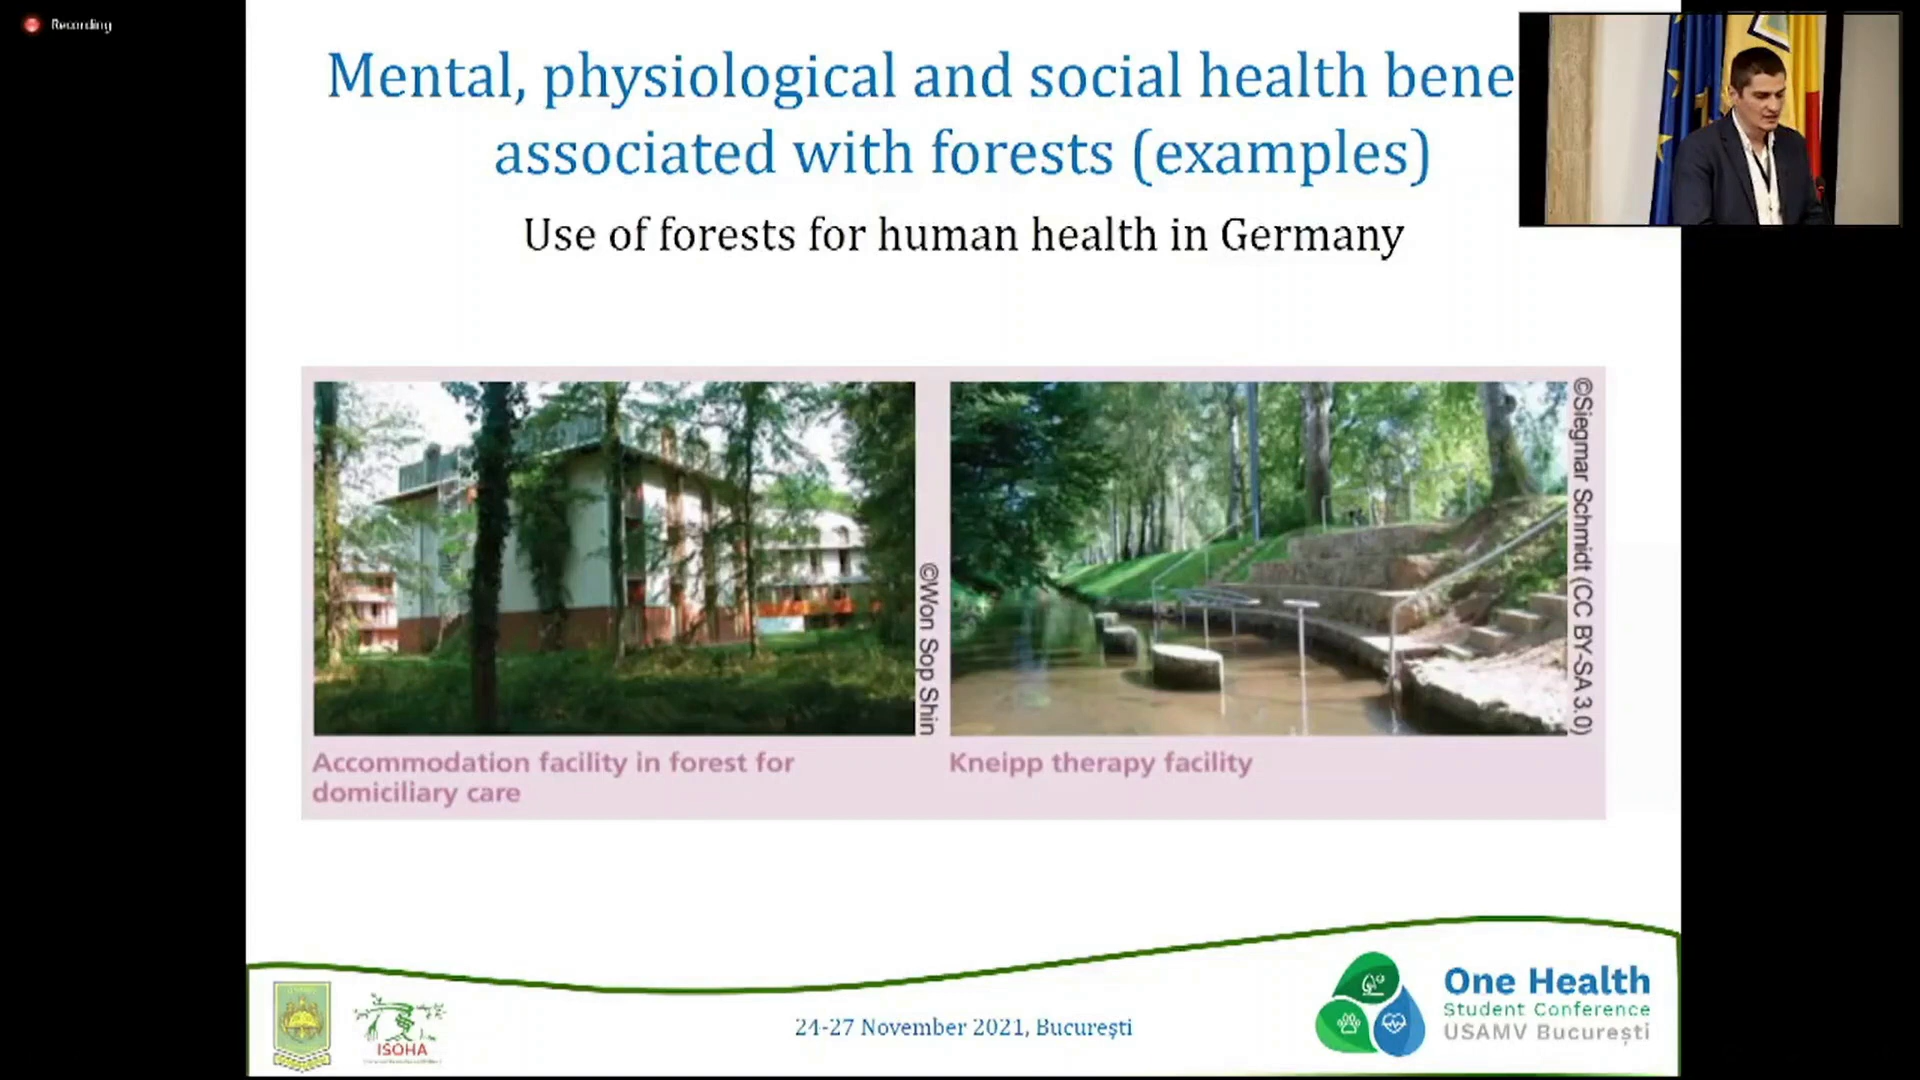 Recording
Mental, physiological and social health bene
associated with forests (examples)
Use of forests for human health in Germany
©Won Sop Shin
©Siegmar Schmidt (CC BY-SA 3.0)
Accommodation facility in forest for
domiciliary care
Kneipp therapy facility
ISOHA
24-27 November 2021, București
One Health
Student Conference
USAMV București